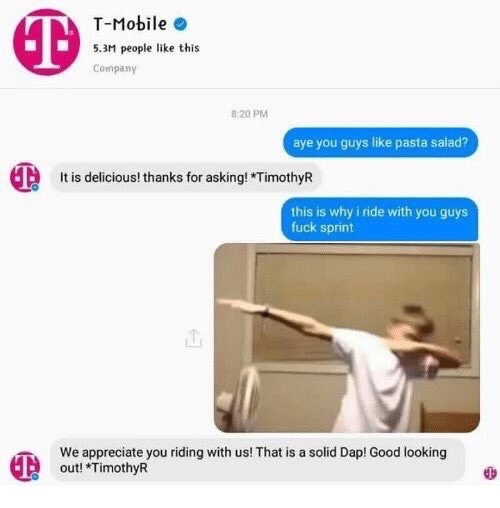 T-Mobile
5.3M people like this
Company
8:20 PM
aye you guys like pasta salad?
It is delicious! thanks for asking! *TimothyR
this is why i ride with you guys
fuck sprint
We appreciate you riding with us! That is a solid Dap! Good looking
out! *TimothyR